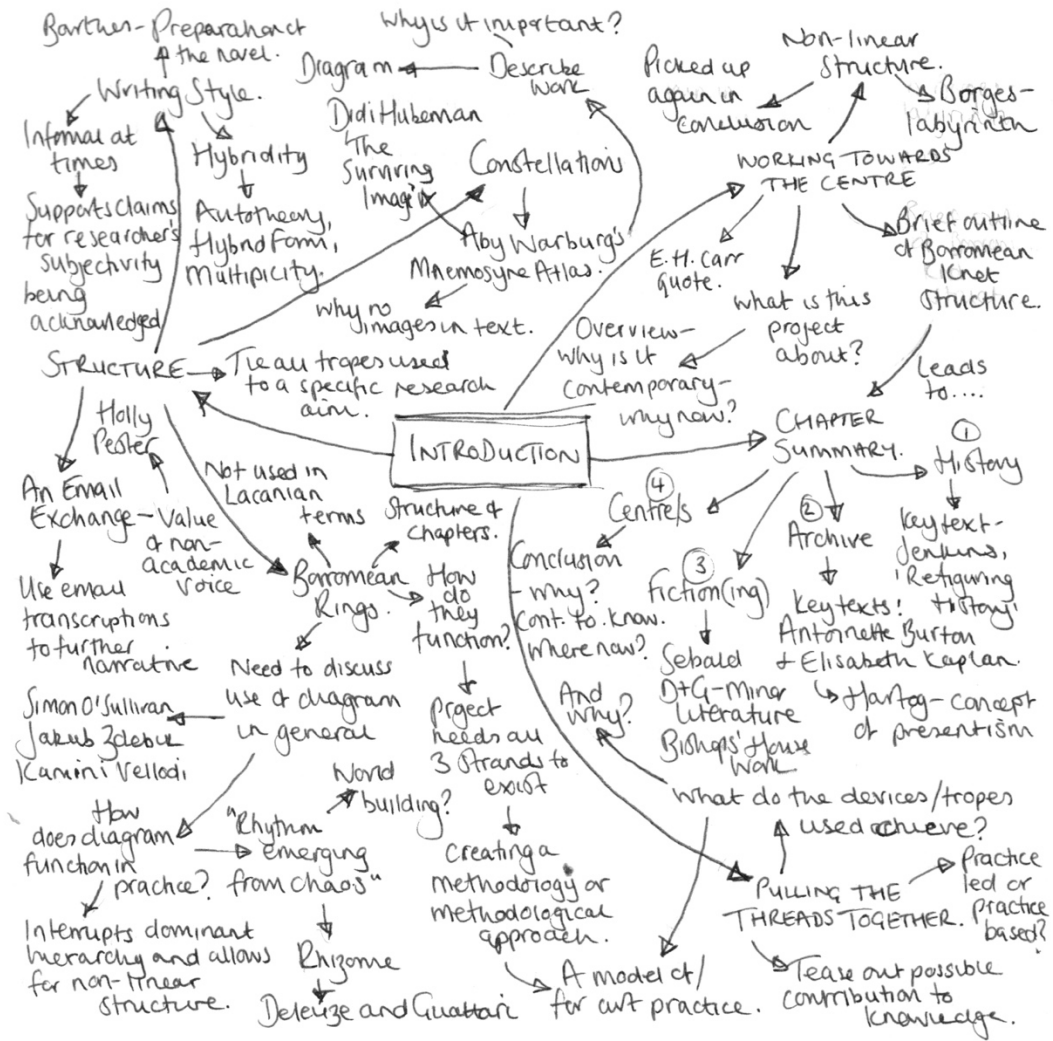 Barthes - Preparation of
the novel.
Writing Style.
Informal at
times
Supports claims
for researcher's
subjectivity
being
acknowledged
Hybridity
Autotheory,
Hybrid Form,
Multiplicity.
Why is it important?
Describe
Work
Diagram
Didi Huberman
The
Surviving
Image
Constellations
Aby Warburg's
Mnemosyne Atlas.
why no
images in text.
Non-linear
Structure.
Picked up
again in
conclusion
Borges-
labyrinth
WORKING TOWARDS
THE CENTRE
E.H. Carr
quote.
what is this
project
about?
Brief outline
of Borromean
Knot
structure.
Leads
to....
Overview-
why is it
contemporary-
why now?
STRUCTURE
Tie all tropes used
to a specific research
aim.
INTRODUCTION
Holly
Pester
An Email
Exchange - Value
of non-
academic
voice
Use email
transcriptions
to further
narrative
Not used in
Lacanian
terms
Structure of
chapters.
Borromean
Rings.
How
do
they
function?
project
needs all
3 strands to
exist
Creating a
methodology or
methodological
approach.
A model of/
for art practice.
Need to discuss
use of diagram
in general
Simon O'Sullivan
Jakub Zdebik
Kamini Vellodi
How
does diagram
function in
practice?
Interrupts dominant
hierarchy and allows
for non-linear
structure.
"Rhythm
emerging
from chaos"
World
building?
Rhizome
Deleuze and Guattari
CHAPTER
SUMMARY.
1
History
Key text -
Jenkins,
'Refiguring
History'
2
Archive
Key texts:
Antoinette Burton
& Elisabeth Kaplan.
Hartog - concept
of presentism
3
Fiction(ing)
Sebald
D+G - Minor
Literature
Bishops' House
Work
4
Centre/s
Conclusion
- why?
Cont. to. know.
where now?
And
why?
What do the devices/tropes
used achieve?
PULLING THE
THREADS TOGETHER.
Practice
led or
practice
based?
Tease out possible
contribution to
knowledge.